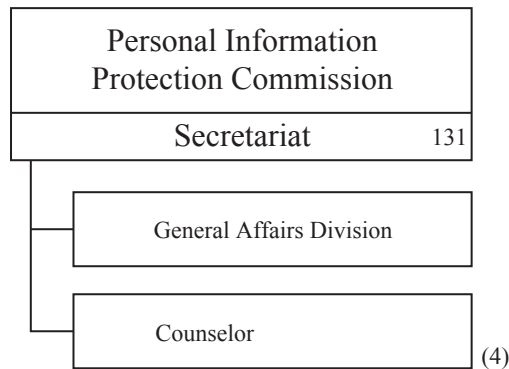 Personal Information
Protection Commission
Secretariat 131
General Affairs Division
Counselor
(4)